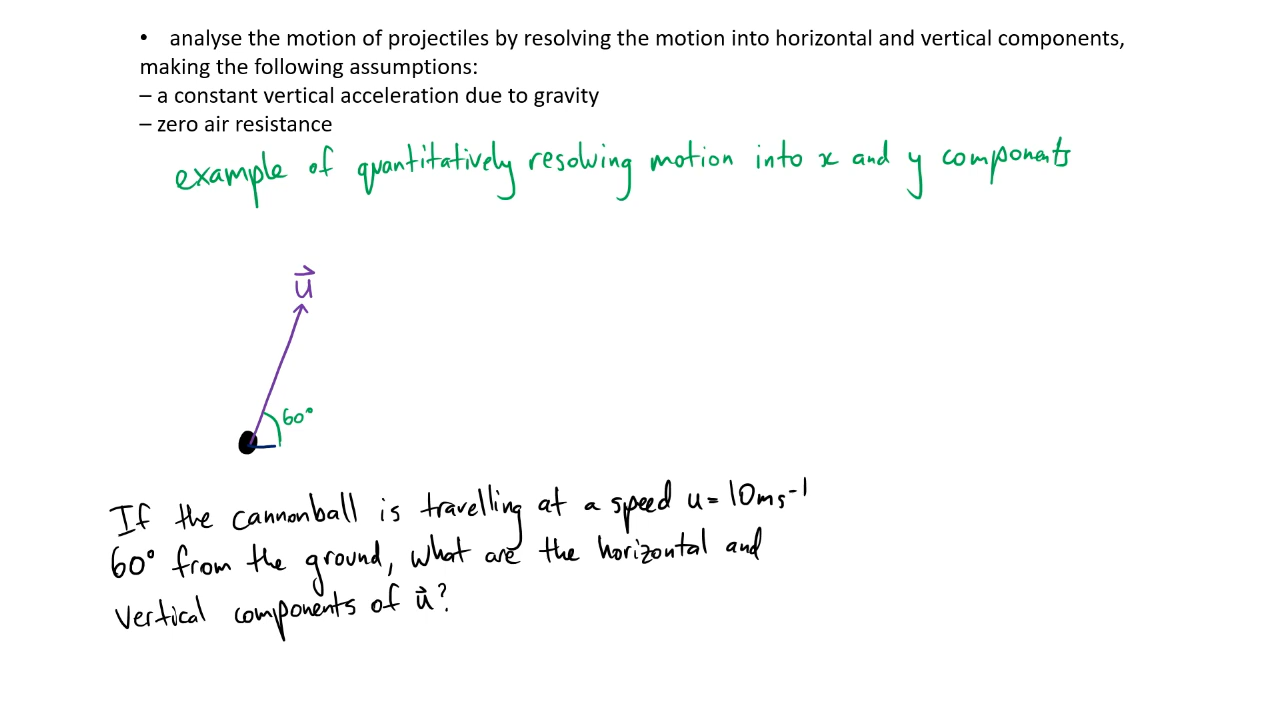 • analyse the motion of projectiles by resolving the motion into horizontal and vertical components,
making the following assumptions:
– a constant vertical acceleration due to gravity
– zero air resistance
example of quantitatively resolving motion into x and y components
u⃗
60°
If the cannonball is travelling at a speed u = 10ms⁻¹
60° from the ground, what are the horizontal and
vertical components of u⃗?